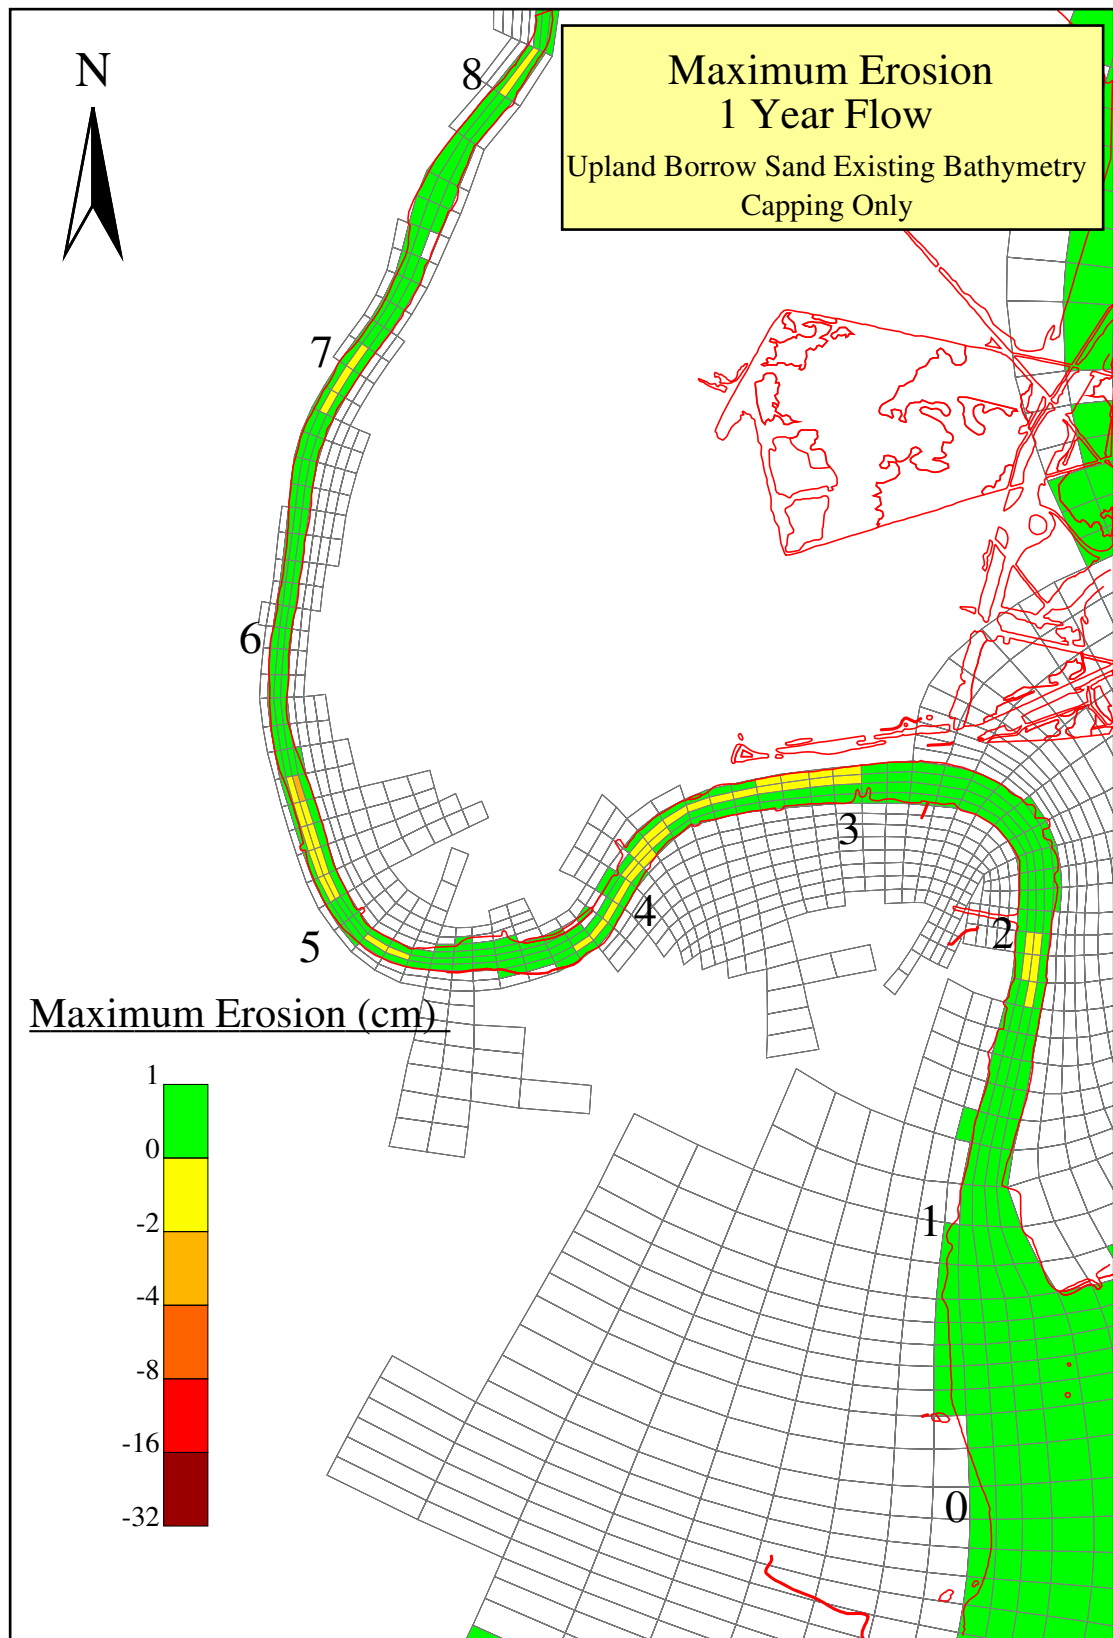 Maximum Erosion
1 Year Flow
Upland Borrow Sand Existing Bathymetry
Capping Only
N
8
7
6
5
4
3
2
1
0
Maximum Erosion (cm)
1
0
-2
-4
-8
-16
-32